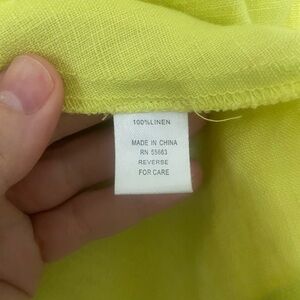 100%LINEN
MADE IN CHINA
RN 55663
REVERSE
FOR CARE